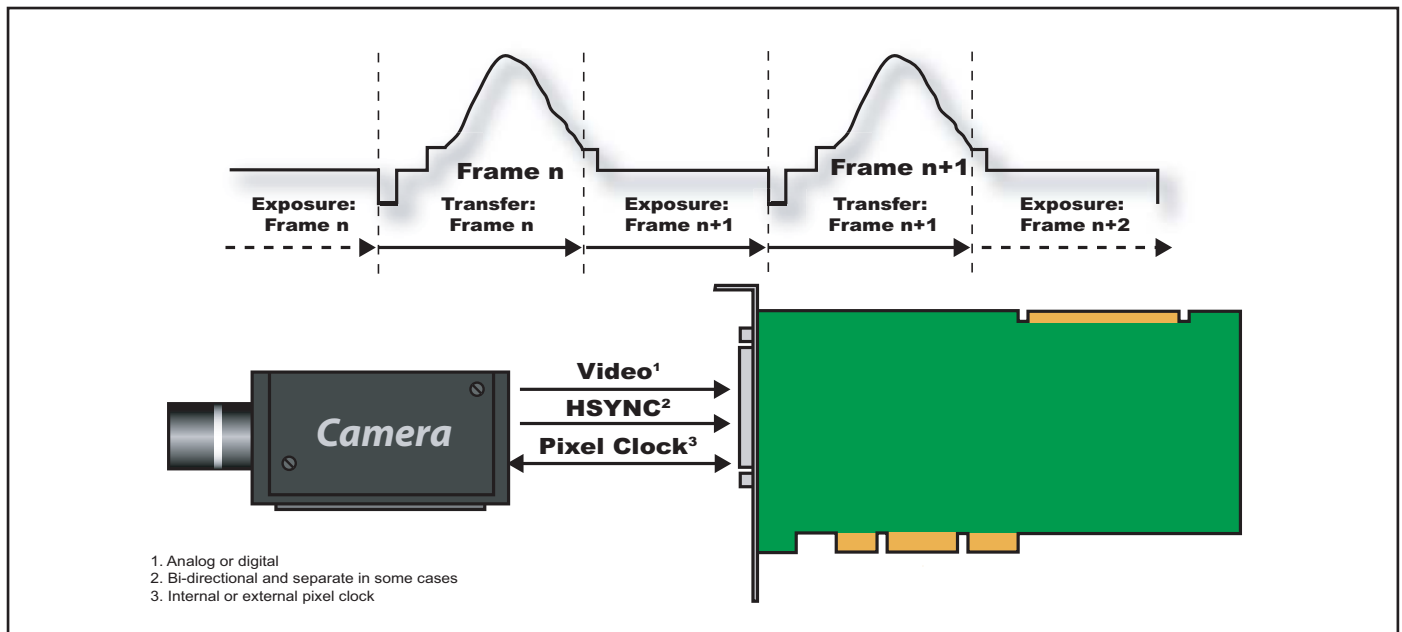 Frame n
Frame n+1
Exposure:
Frame n
Transfer:
Frame n
Exposure:
Frame n+1
Transfer:
Frame n+1
Exposure:
Frame n+2
Camera
Video¹
HSYNC²
Pixel Clock³
1. Analog or digital
2. Bi-directional and separate in some cases
3. Internal or external pixel clock